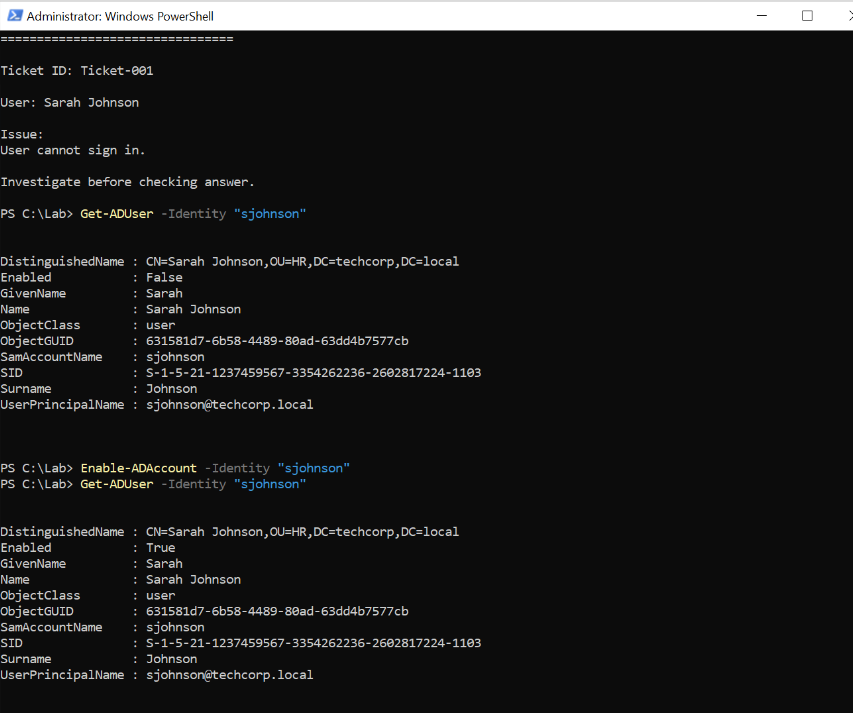 Administrator: Windows PowerShell
================================
Ticket ID: Ticket-001
User: Sarah Johnson
Issue:
User cannot sign in.
Investigate before checking answer.
PS C:\Lab> Get-ADUser -Identity "sjohnson"
DistinguishedName : CN=Sarah Johnson,OU=HR,DC=techcorp,DC=local
Enabled           : False
GivenName         : Sarah
Name              : Sarah Johnson
ObjectClass       : user
ObjectGUID        : 631581d7-6b58-4489-80ad-63dd4b7577cb
SamAccountName    : sjohnson
SID               : S-1-5-21-1237459567-3354262236-2602817224-1103
Surname           : Johnson
UserPrincipalName : sjohnson@techcorp.local
PS C:\Lab> Enable-ADAccount -Identity "sjohnson"
PS C:\Lab> Get-ADUser -Identity "sjohnson"
DistinguishedName : CN=Sarah Johnson,OU=HR,DC=techcorp,DC=local
Enabled           : True
GivenName         : Sarah
Name              : Sarah Johnson
ObjectClass       : user
ObjectGUID        : 631581d7-6b58-4489-80ad-63dd4b7577cb
SamAccountName    : sjohnson
SID               : S-1-5-21-1237459567-3354262236-2602817224-1103
Surname           : Johnson
UserPrincipalName : sjohnson@techcorp.local